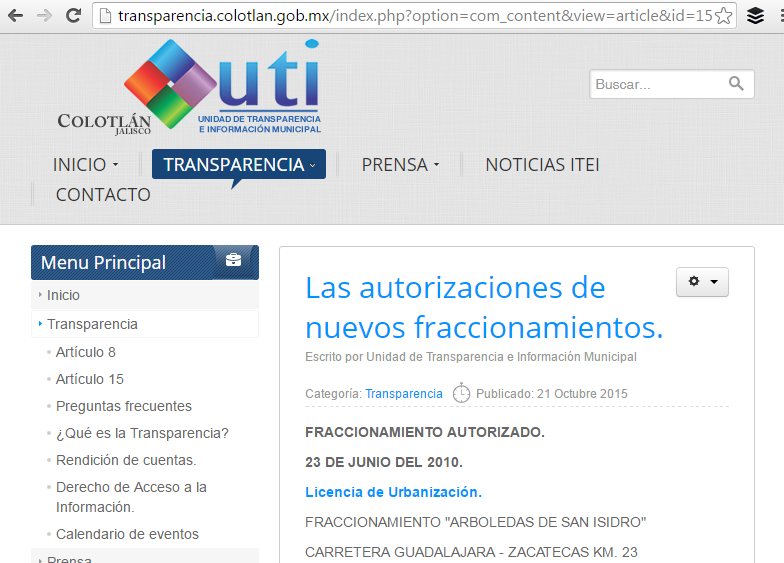 transparencia.colotlan.gob.mx/index.php?option=com_content&view=article&id=15
COLOTLÁN
JALISCO
uti
UNIDAD DE TRANSPARENCIA
E INFORMACIÓN MUNICIPAL
Buscar...
INICIO
TRANSPARENCIA
PRENSA
NOTICIAS ITEI
CONTACTO
Menu Principal
Inicio
Transparencia
Artículo 8
Artículo 15
Preguntas frecuentes
¿Qué es la Transparencia?
Rendición de cuentas.
Derecho de Acceso a la
Información.
Calendario de eventos
Prensa
Las autorizaciones de
nuevos fraccionamientos.
Escrito por Unidad de Transparencia e Información Municipal
Categoría: Transparencia Publicado: 21 Octubre 2015
FRACCIONAMIENTO AUTORIZADO.
23 DE JUNIO DEL 2010.
Licencia de Urbanización.
FRACCIONAMIENTO "ARBOLEDAS DE SAN ISIDRO"
CARRETERA GUADALAJARA - ZACATECAS KM. 23